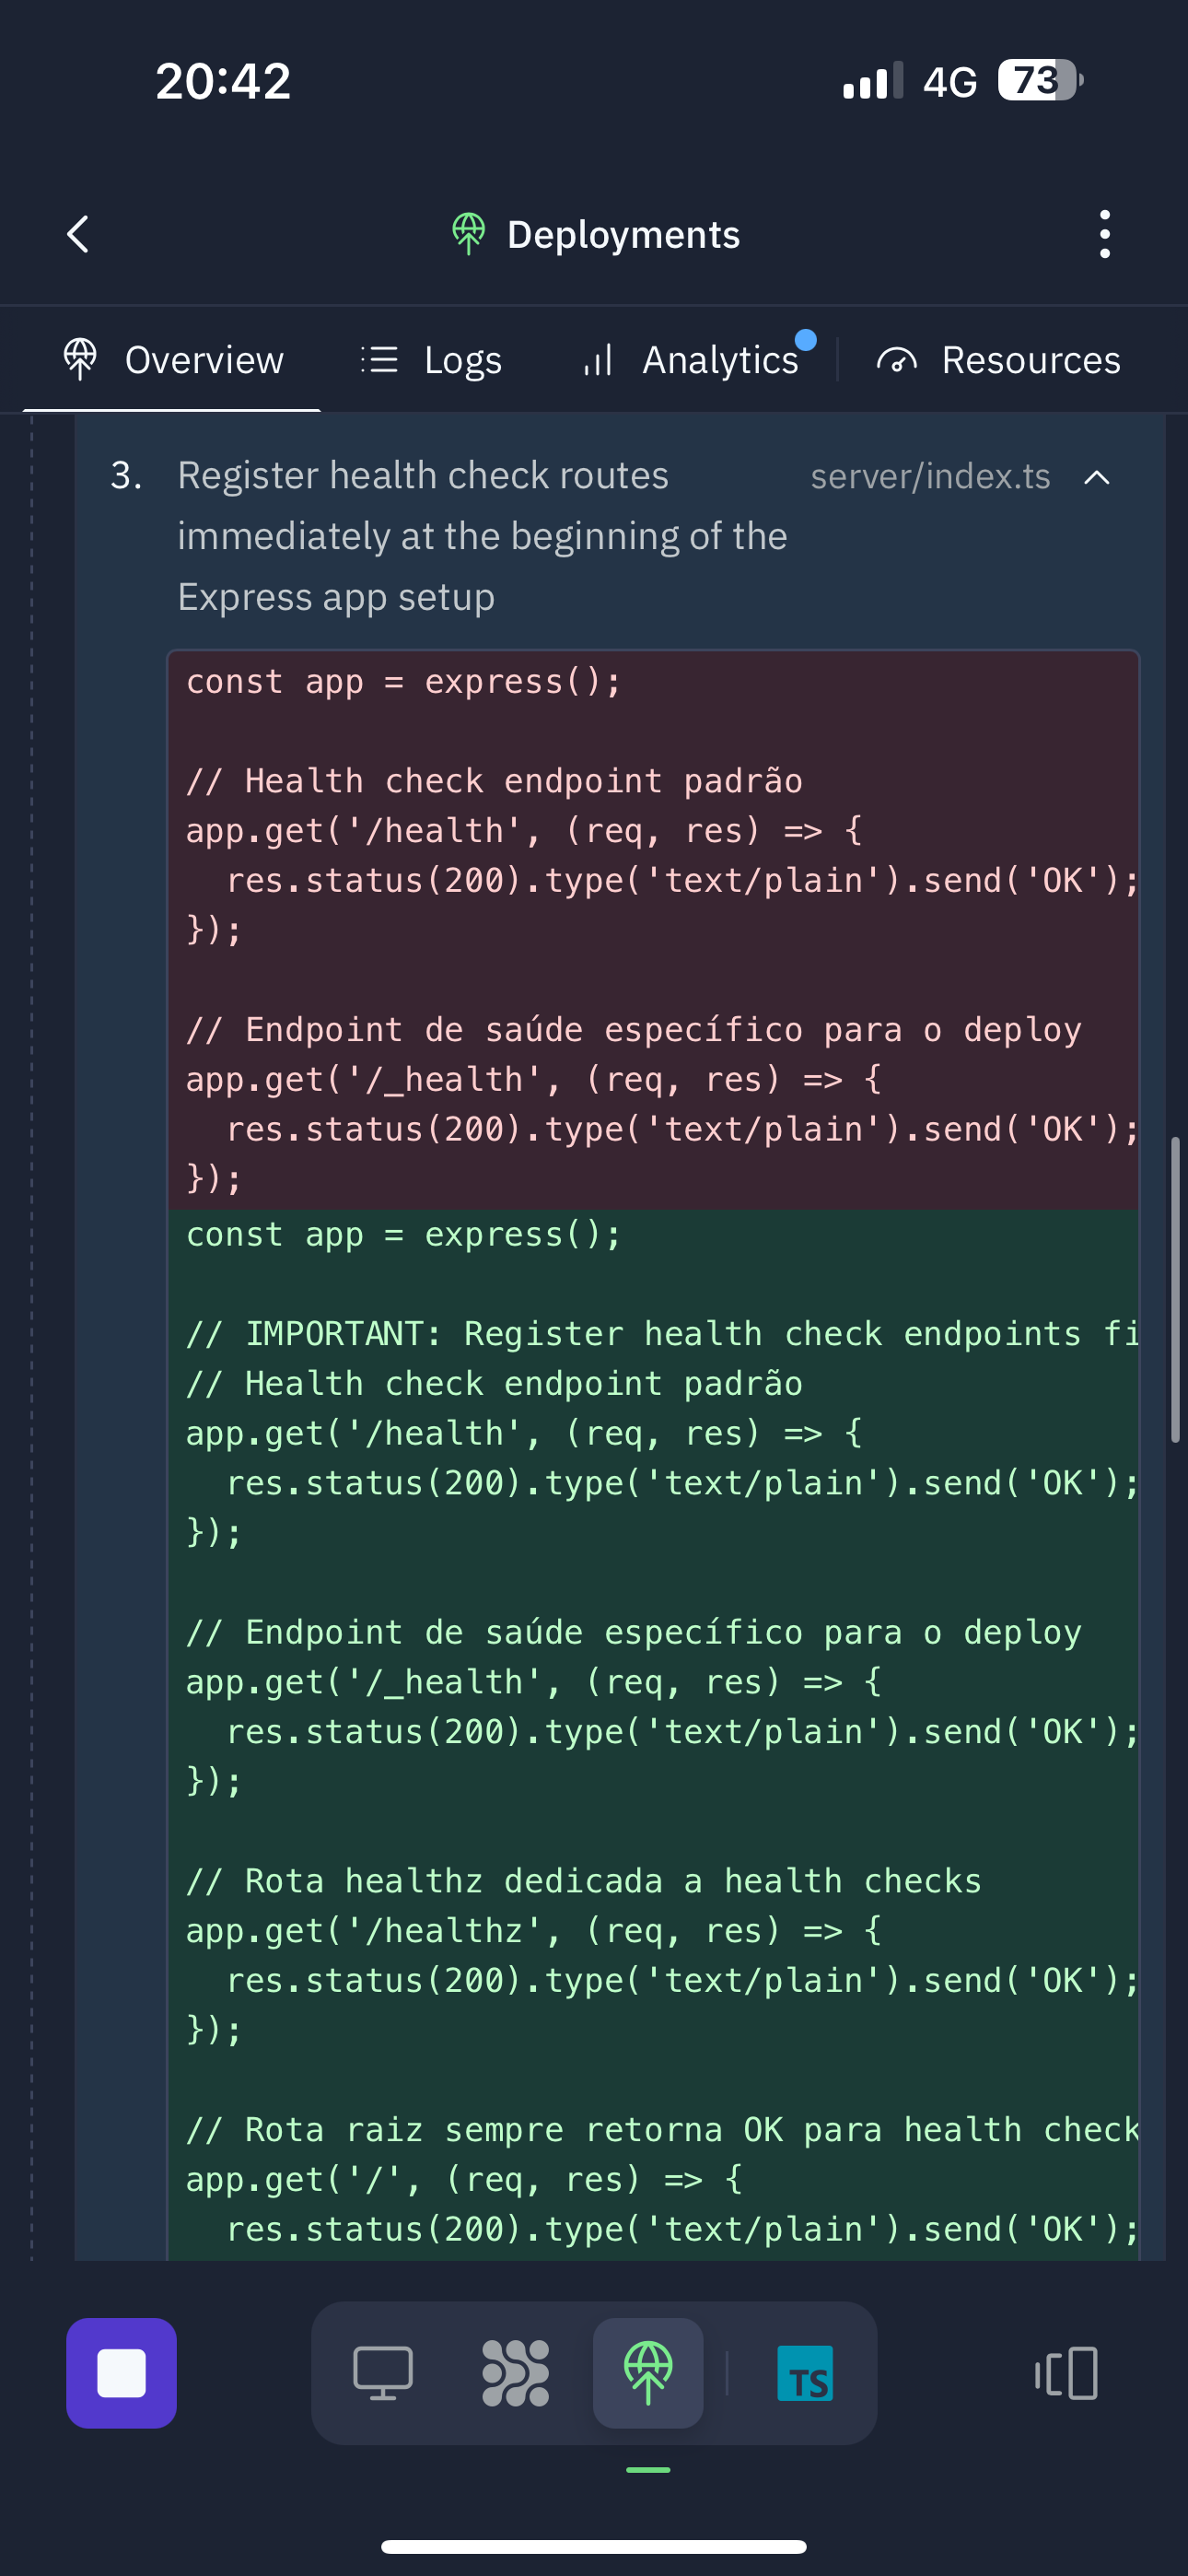 20:42
4G 73
Deployments
Overview Logs Analytics Resources
3. Register health check routes server/index.ts
immediately at the beginning of the
Express app setup
const app = express();
// Health check endpoint padrão
app.get('/health', (req, res) => {
  res.status(200).type('text/plain').send('OK');
});
// Endpoint de saúde específico para o deploy
app.get('/_health', (req, res) => {
  res.status(200).type('text/plain').send('OK');
});
const app = express();
// IMPORTANT: Register health check endpoints fi
// Health check endpoint padrão
app.get('/health', (req, res) => {
  res.status(200).type('text/plain').send('OK');
});
// Endpoint de saúde específico para o deploy
app.get('/_health', (req, res) => {
  res.status(200).type('text/plain').send('OK');
});
// Rota healthz dedicada a health checks
app.get('/healthz', (req, res) => {
  res.status(200).type('text/plain').send('OK');
});
// Rota raiz sempre retorna OK para health check
app.get('/', (req, res) => {
  res.status(200).type('text/plain').send('OK');
TS